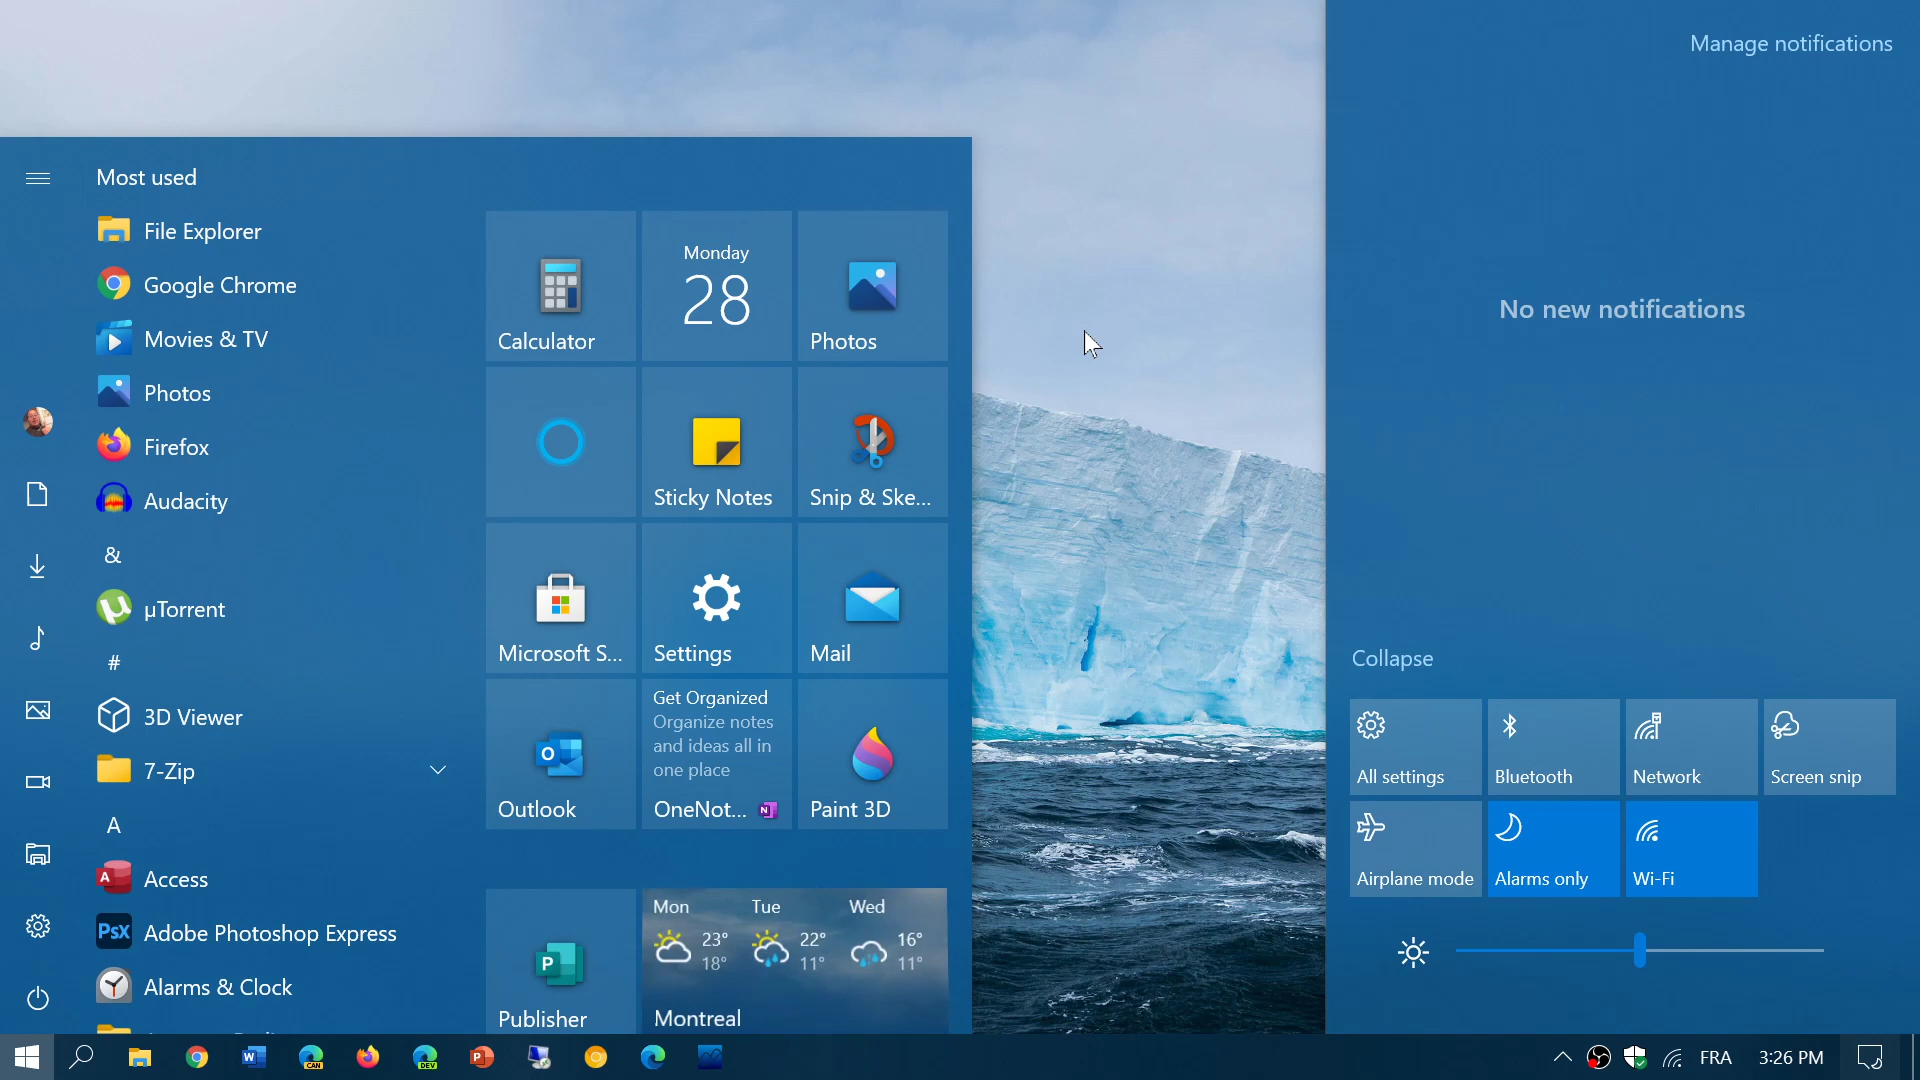 Manage notifications
No new notifications
Most used
File Explorer
Google Chrome
Movies & TV
Photos
Firefox
Audacity
&
µTorrent
#
3D Viewer
7-Zip
A
Access
Adobe Photoshop Express
Alarms & Clock
Calculator
Monday
28
Photos
Sticky Notes
Snip & Ske...
Microsoft S...
Settings
Mail
Outlook
Get Organized
Organize notes
and ideas all in
one place
OneNot...
N
Paint 3D
Publisher
Mon Tue Wed
23° 22° 16°
18° 11° 11°
Montreal
Collapse
All settings
Bluetooth
Network
Screen snip
Airplane mode
Alarms only
Wi-Fi
A
Psx
O
P
W
CAN
DEV
P
FRA
3:26 PM